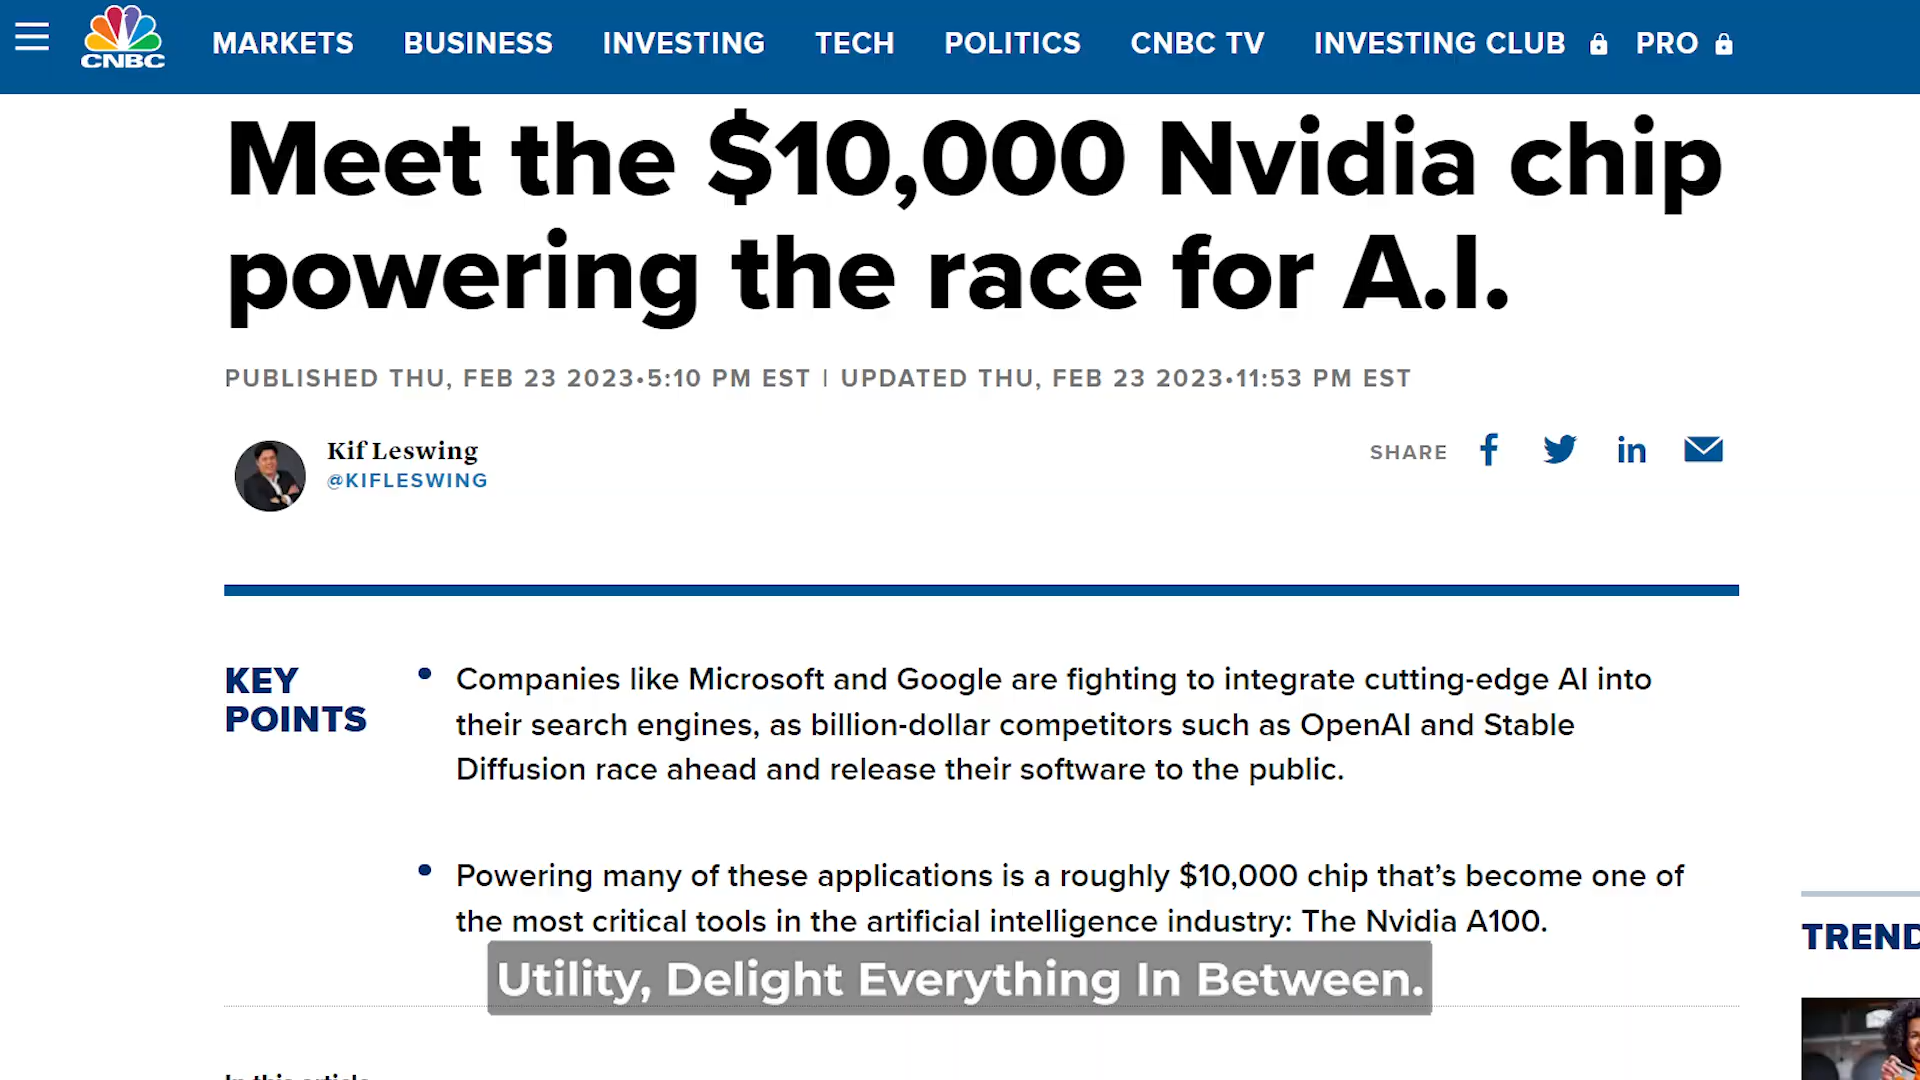 CNBC
MARKETS BUSINESS INVESTING TECH POLITICS CNBC TV INVESTING CLUB PRO
Meet the $10,000 Nvidia chip
powering the race for A.I.
PUBLISHED THU, FEB 23 2023•5:10 PM EST | UPDATED THU, FEB 23 2023•11:53 PM EST
Kif Leswing
@KIFLESWING
SHARE
KEY
POINTS
• Companies like Microsoft and Google are fighting to integrate cutting-edge AI into
their search engines, as billion-dollar competitors such as OpenAI and Stable
Diffusion race ahead and release their software to the public.
• Powering many of these applications is a roughly $10,000 chip that’s become one of
the most critical tools in the artificial intelligence industry: The Nvidia A100.
TREND
Utility, Delight Everything In Between.
In this article